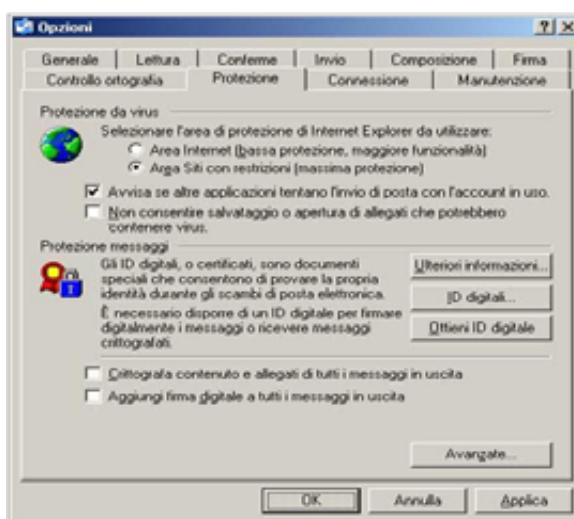 Opzioni
Generale Lettura Conferme Invio Composizione Firma
Controllo ortografia Protezione Connessione Manutenzione
Protezione da virus
Selezionare l'area di protezione di Internet Explorer da utilizzare:
Area Internet (bassa protezione, maggiore funzionalità)
Area Siti con restrizioni (massima protezione)
Avvisa se altre applicazioni tentano l'invio di posta con l'account in uso.
Non consentire salvataggio o apertura di allegati che potrebbero
contenere virus.
Protezione messaggi
Gli ID digitali, o certificati, sono documenti
speciali che consentono di provare la propria
identità durante gli scambi di posta elettronica.
Ulteriori informazioni...
ID digitali...
È necessario disporre di un ID digitale per firmare
digitalmente i messaggi o ricevere messaggi
crittografati.
Ottieni ID digitale
Crittografa contenuto e allegati di tutti i messaggi in uscita
Aggiungi firma digitale a tutti i messaggi in uscita
Avanzate...
OK Annulla Applica